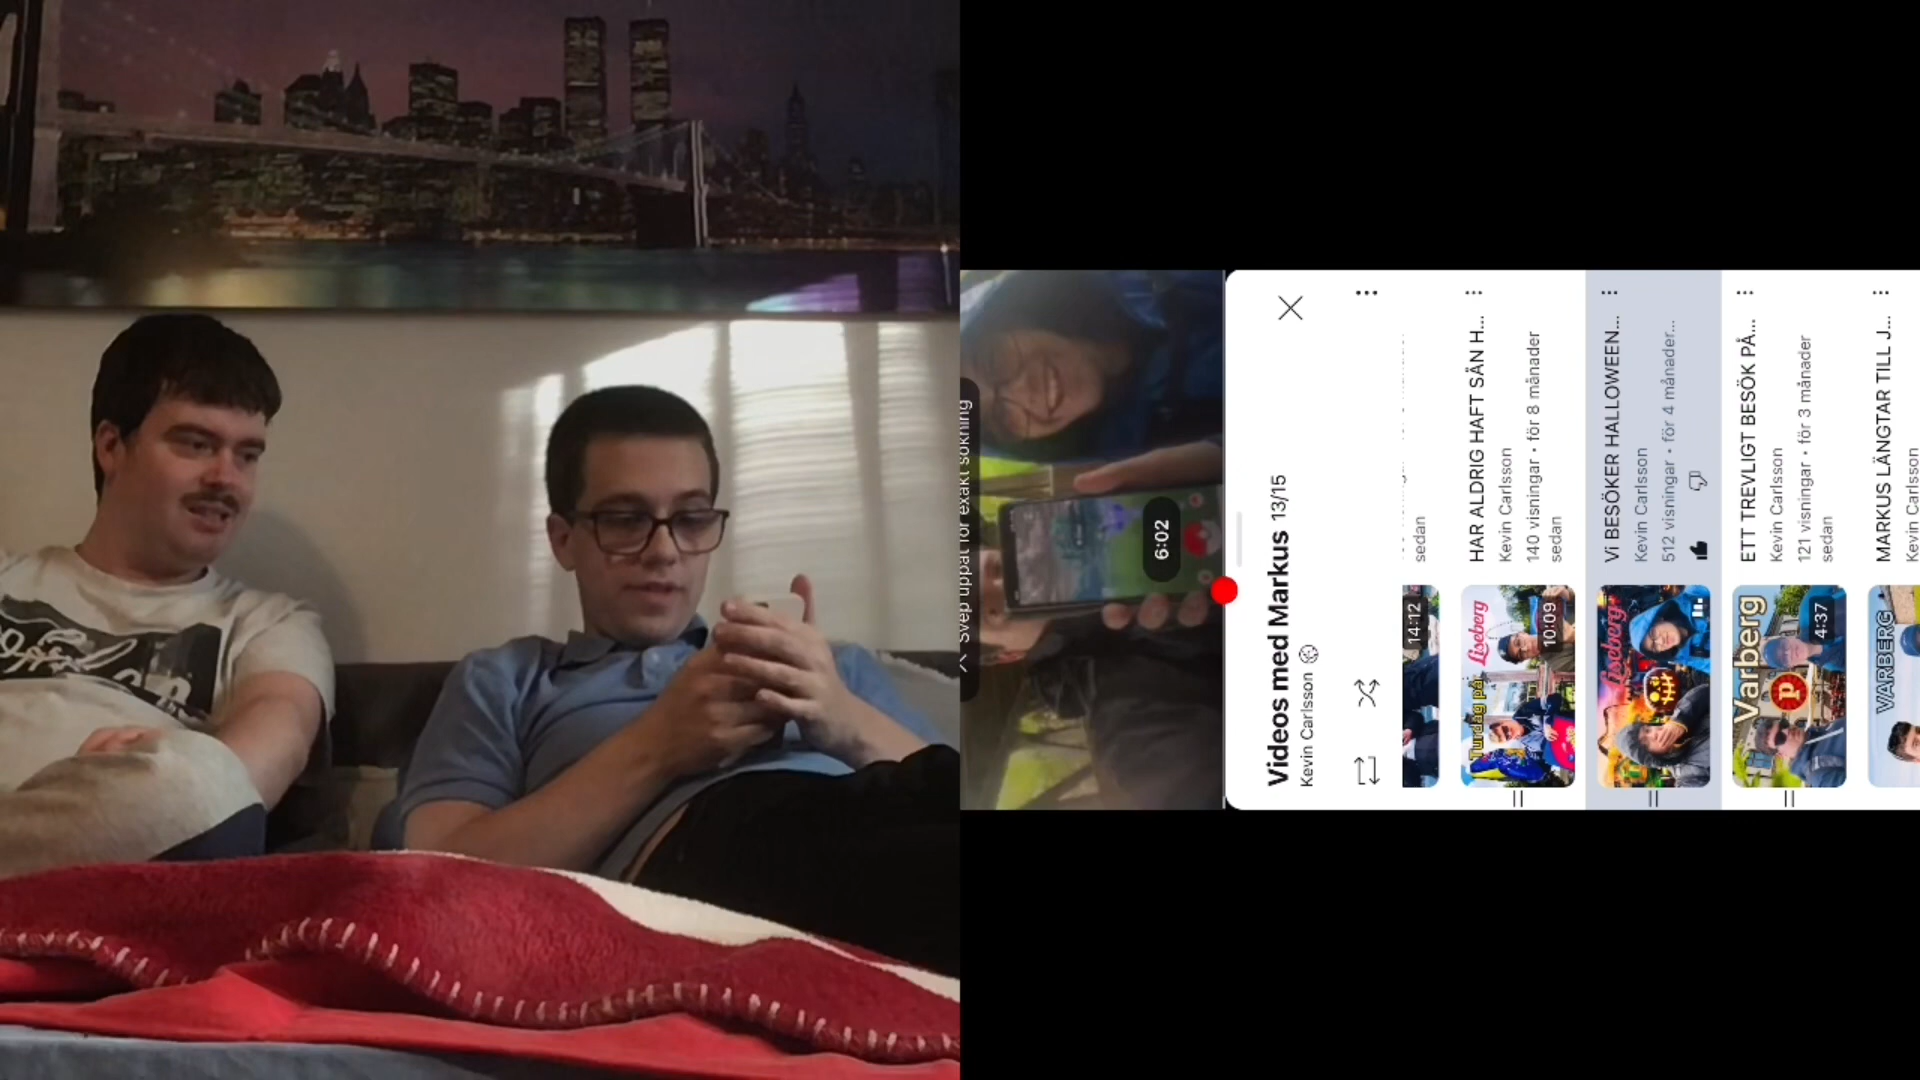 Svep uppåt för exakt sökning
6:02
Videos med Markus 13/15
Kevin Carlsson
sedan
14:12
HAR ALDRIG HAFT SÅN H...
Kevin Carlsson
140 visningar • för 8 månader
sedan
Turdag på
Liseberg
10:09
Vi BESÖKER HALLOWEEN...
Kevin Carlsson
512 visningar • för 4 månader...
Liseberg
ETT TREVLIGT BESÖK PÅ...
Kevin Carlsson
121 visningar • för 3 månader
sedan
Varberg
P
4:37
MARKUS LÄNGTAR TILL J...
Kevin Carlsson
VARBERG